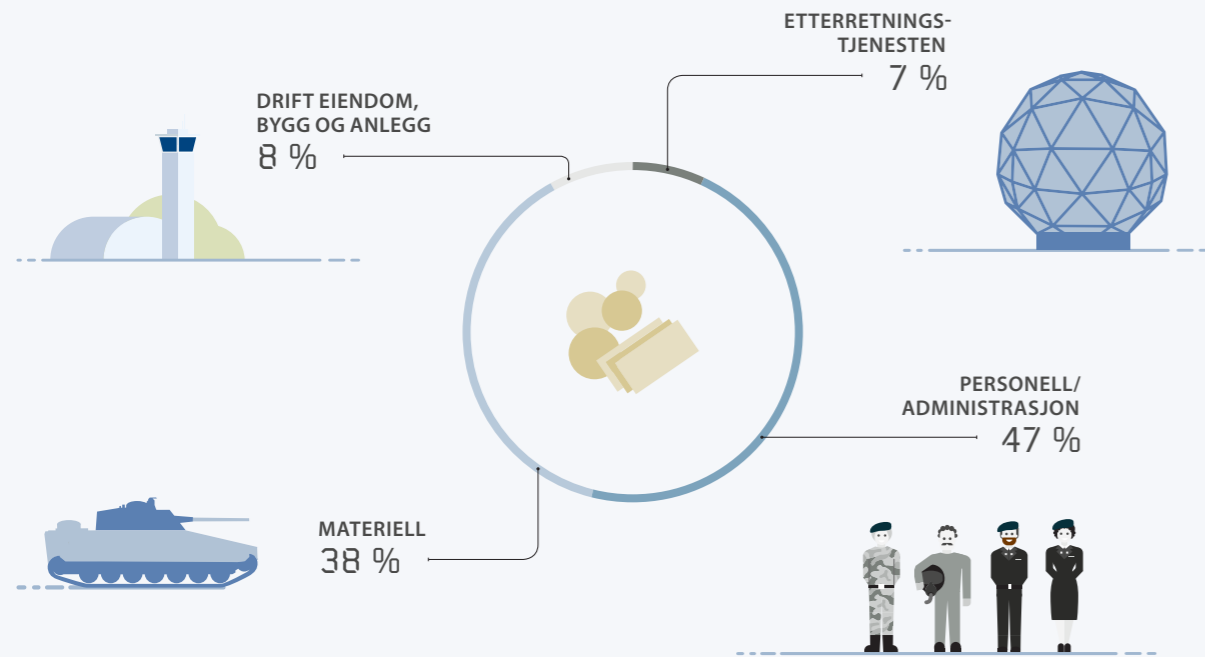 ETTERRETNINGS-
TJENESTEN
7 %
DRIFT EIENDOM,
BYGG OG ANLEGG
8 %
PERSONELL/
ADMINISTRASJON
47 %
MATERIELL
38 %